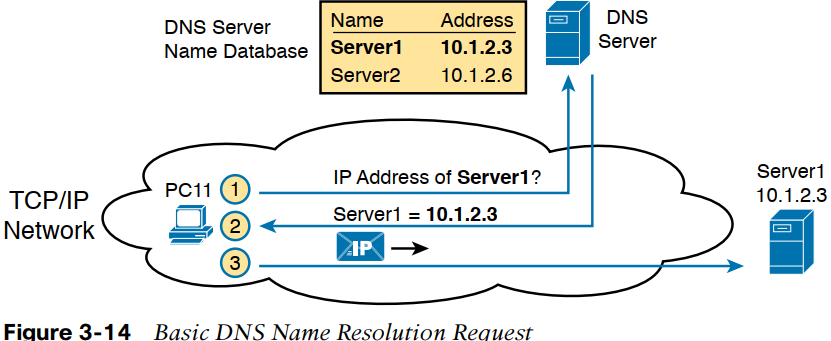 DNS Server
Name Database
Name Address
Server1 10.1.2.3
Server2 10.1.2.6
DNS
Server
TCP/IP
Network
PC11
1
IP Address of Server1?
2
Server1 = 10.1.2.3
IP
3
Server1
10.1.2.3
Figure 3-14 Basic DNS Name Resolution Request